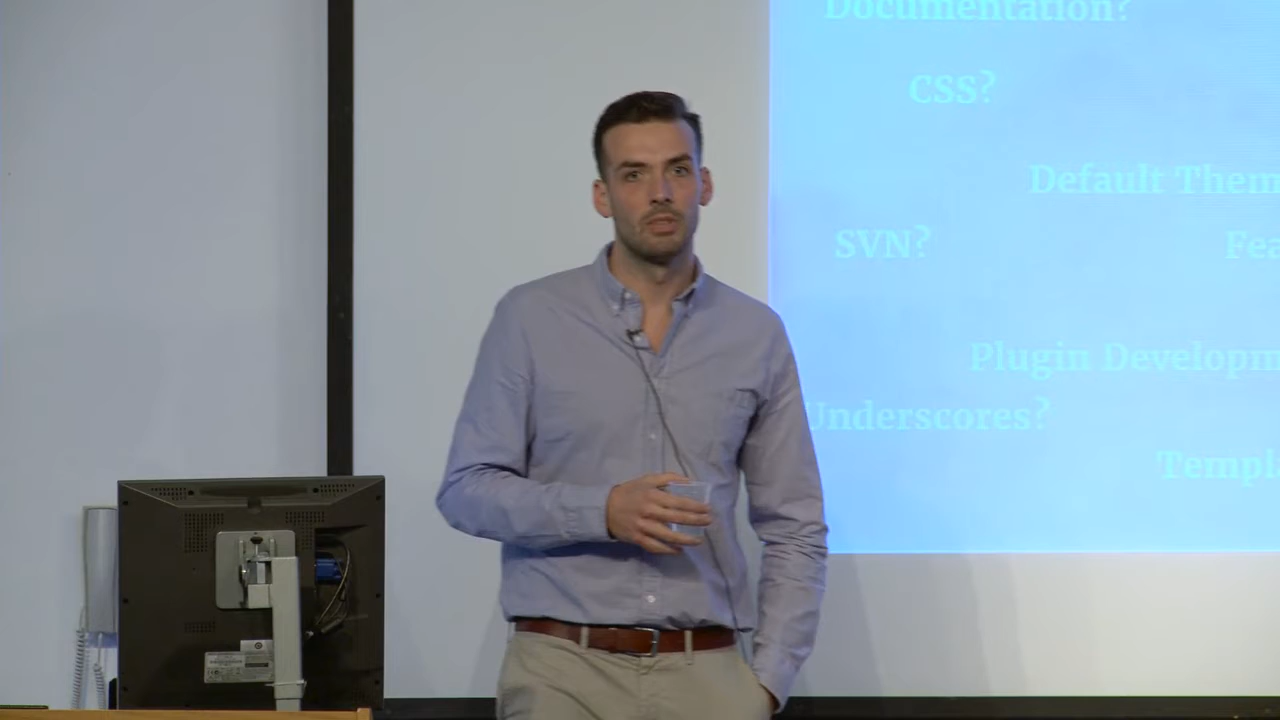 Documentation?
CSS?
Default Them
SVN?
Fea
Plugin Developm
Underscores?
Templ